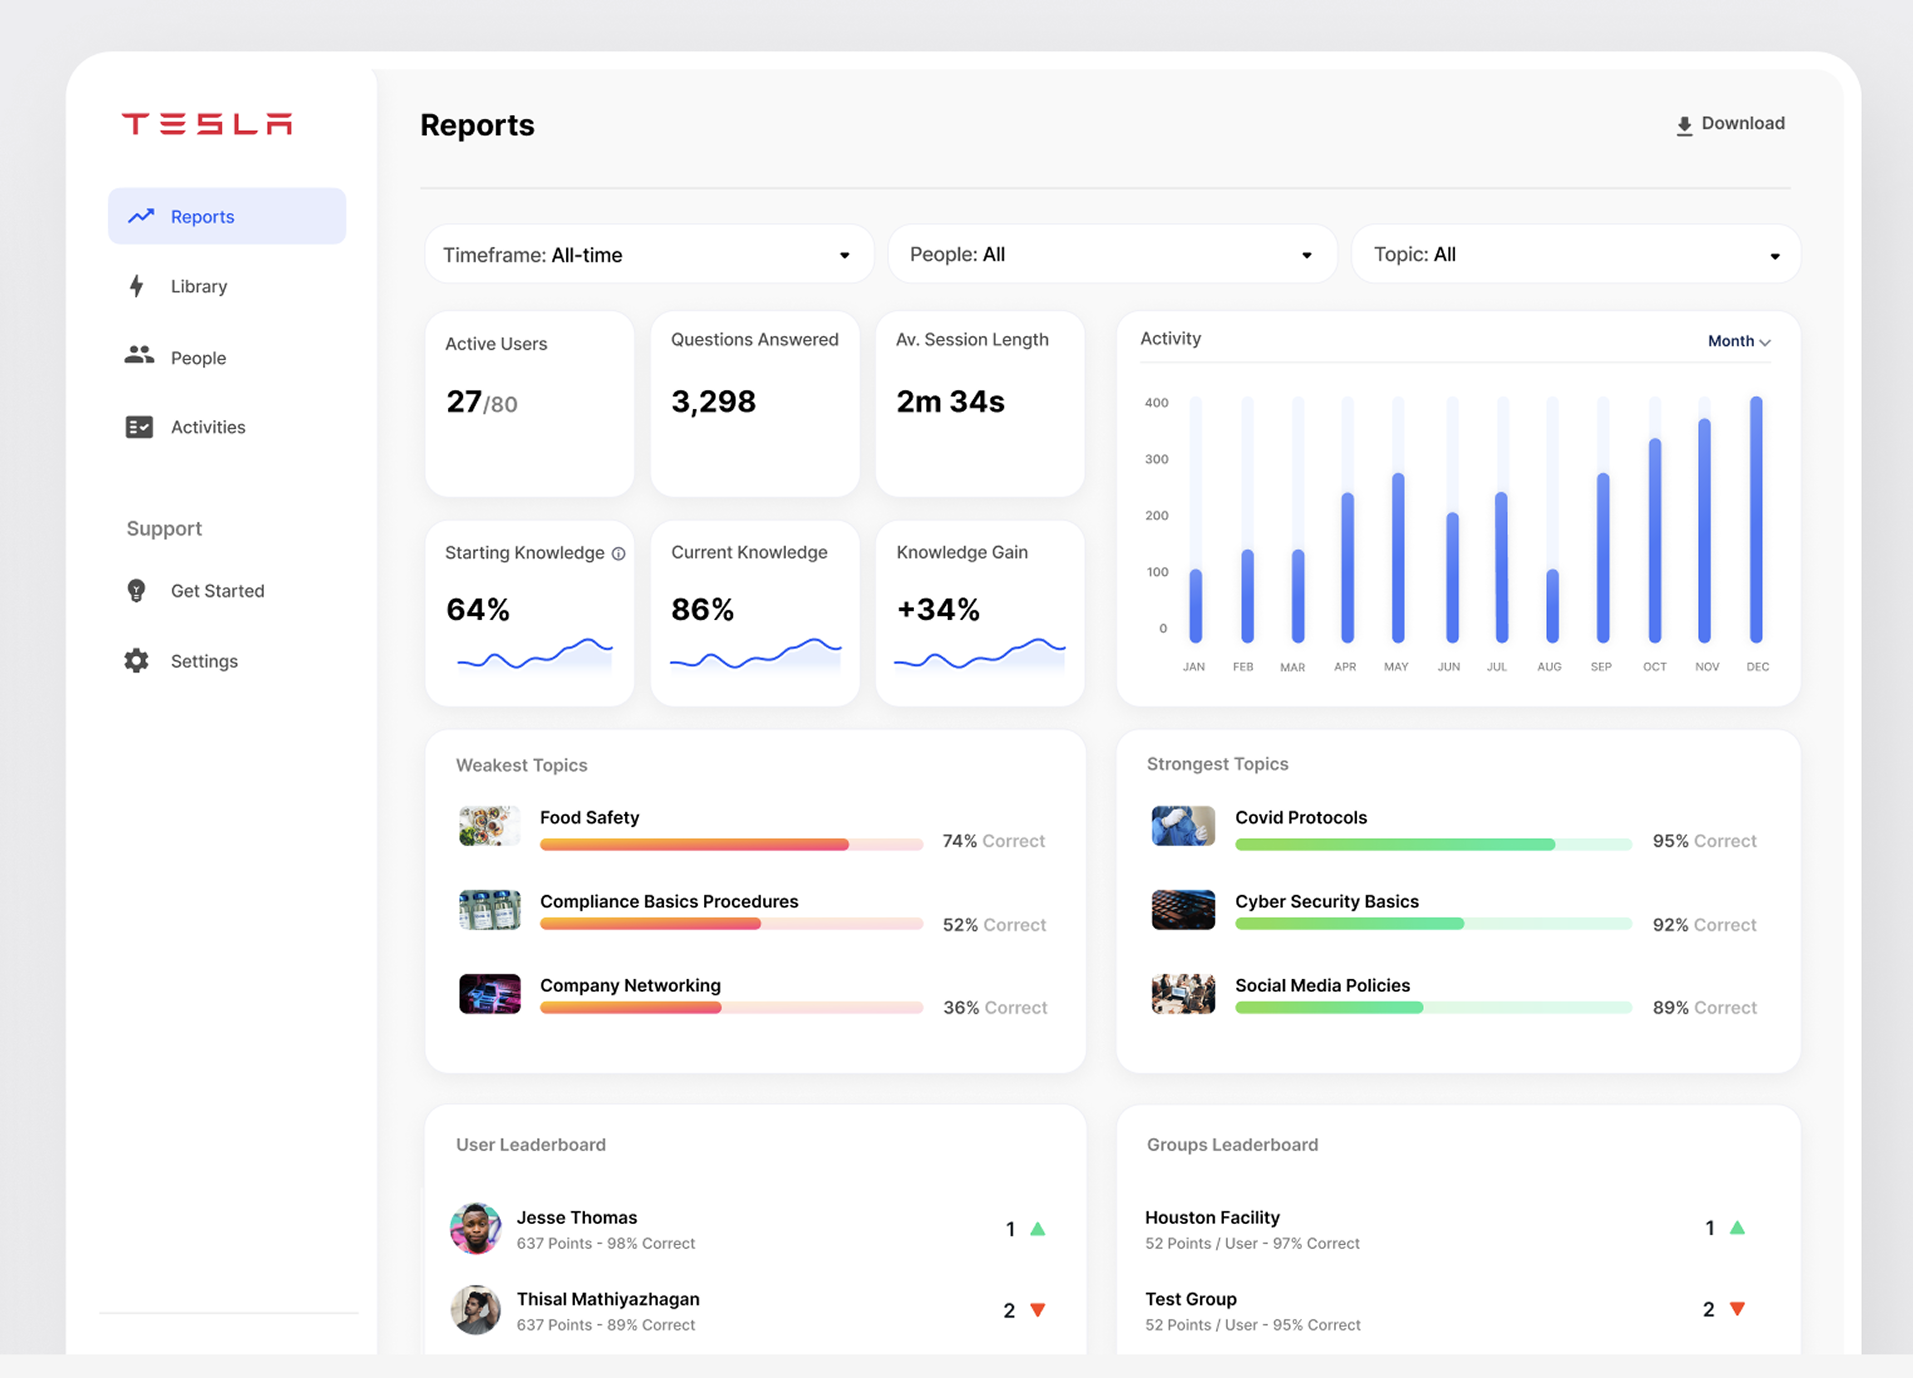 TESLA
Reports
Library
People
Activities
Support
Get Started
Settings
Reports
Download
Timeframe: All-time
People: All
Topic: All
Active Users
27/80
Questions Answered
3,298
Av. Session Length
2m 34s
Starting Knowledge
64%
Current Knowledge
86%
Knowledge Gain
+34%
Activity
Month
400
300
200
100
0
JAN FEB MAR APR MAY JUN JUL AUG SEP OCT NOV DEC
Weakest Topics
Food Safety
74% Correct
Compliance Basics Procedures
52% Correct
Company Networking
36% Correct
Strongest Topics
Covid Protocols
95% Correct
Cyber Security Basics
92% Correct
Social Media Policies
89% Correct
User Leaderboard
Jesse Thomas
637 Points - 98% Correct
1
Thisal Mathiyazhagan
637 Points - 89% Correct
2
Groups Leaderboard
Houston Facility
52 Points / User - 97% Correct
1
Test Group
52 Points / User - 95% Correct
2